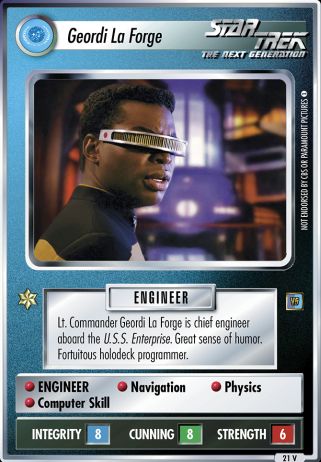 Geordi La Forge
STAR TREK
THE NEXT GENERATION
NOT ENDORSED BY CBS OR PARAMOUNT PICTURES
ENGINEER
Lt. Commander Geordi La Forge is chief engineer
aboard the U.S.S. Enterprise. Great sense of humor.
Fortuitous holodeck programmer.
ENGINEER Navigation Physics
Computer Skill
INTEGRITY 8 CUNNING 8 STRENGTH 6
21 V